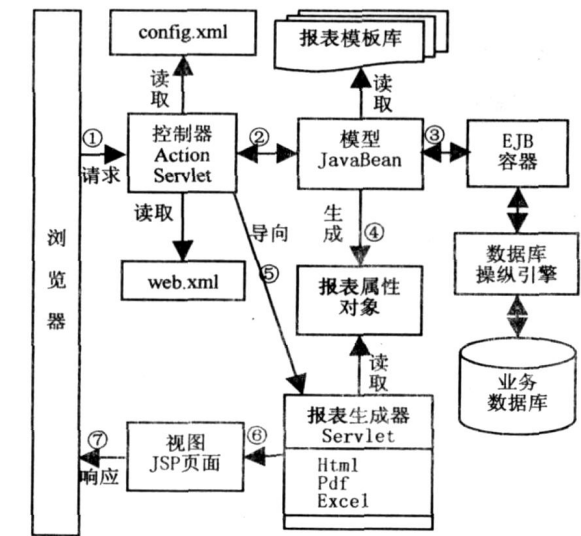 config.xml
报表模板库
读取
读取
①
请求
控制器
Action
Servlet
②
模型
JavaBean
③
EJB
容器
读取
导向
⑤
生成
④
浏览器
web.xml
报表属性
对象
数据库
操纵引擎
读取
业务
数据库
报表生成器
Servlet
Html
Pdf
Excel
⑥
视图
JSP页面
⑦
响应